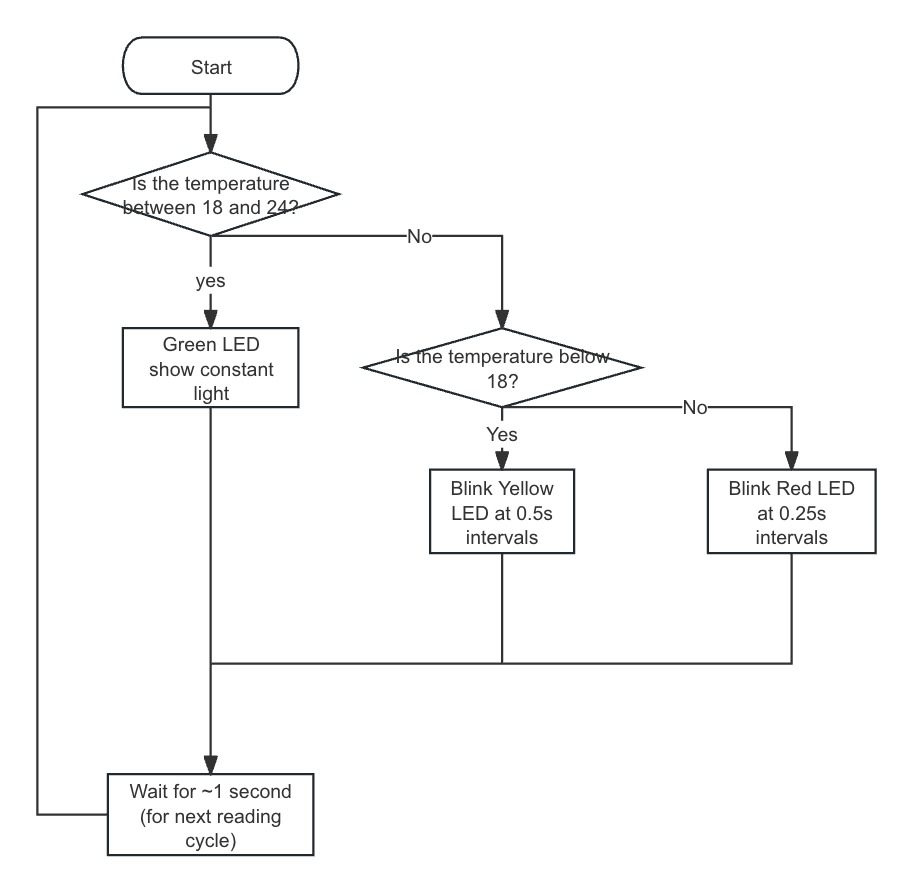 Start
Is the temperature
between 18 and 24?
No
yes
Green LED
show constant
light
Is the temperature below
18?
No
Yes
Blink Yellow
LED at 0.5s
intervals
Blink Red LED
at 0.25s
intervals
Wait for ~1 second
(for next reading
cycle)